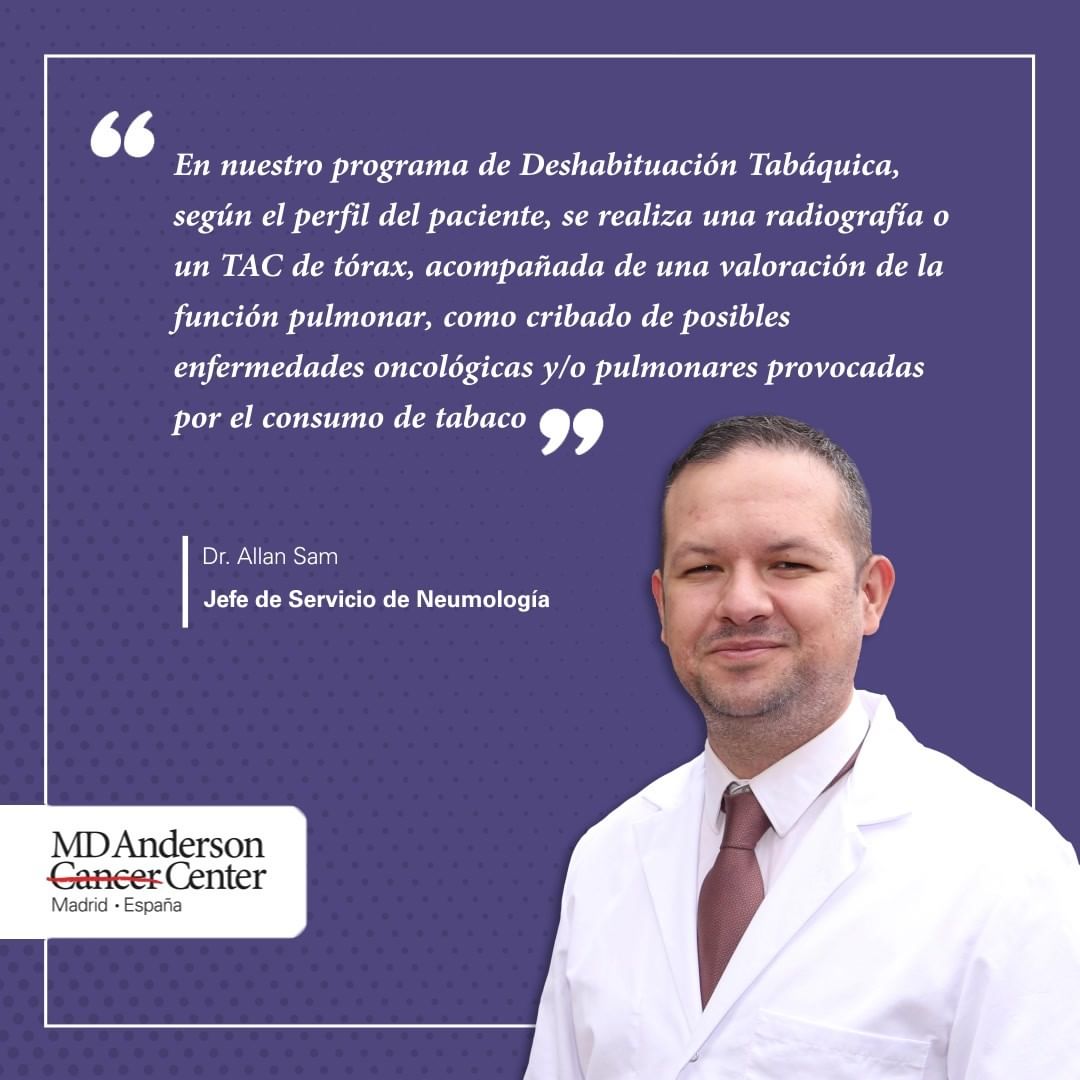 “
En nuestro programa de Deshabituación Tabáquica,
según el perfil del paciente, se realiza una radiografía o
un TAC de tórax, acompañada de una valoración de la
función pulmonar, como cribado de posibles
enfermedades oncológicas y/o pulmonares provocadas
por el consumo de tabaco ”
Dr. Allan Sam
Jefe de Servicio de Neumología
MD Anderson
Cancer Center
Madrid · España